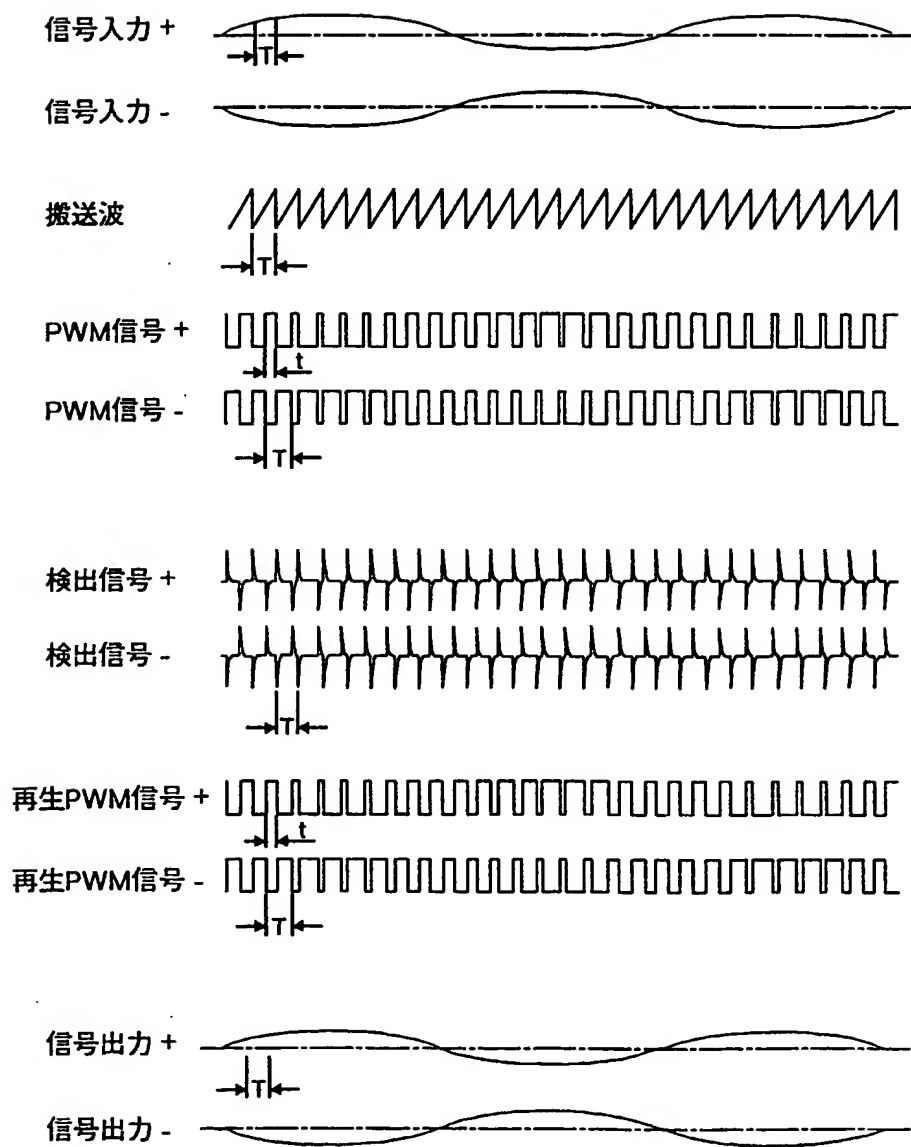 信号入力 +
T
信号入力 -
搬送波
T
PWM信号 +
t
PWM信号 -
T
検出信号 +
検出信号 -
T
再生PWM信号 +
t
再生PWM信号 -
T
信号出力 +
T
信号出力 -